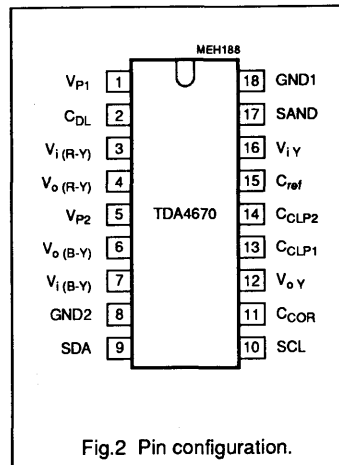 MEH188
VP1 1 18 GND1
CDL 2 17 SAND
Vi (R-Y) 3 16 Vi Y
Vo (R-Y) 4 15 Cref
VP2 5 TDA4670 14 CCLP2
Vo (B-Y) 6 13 CCLP1
Vi (B-Y) 7 12 Vo Y
GND2 8 11 CCOR
SDA 9 10 SCL
Fig.2 Pin configuration.